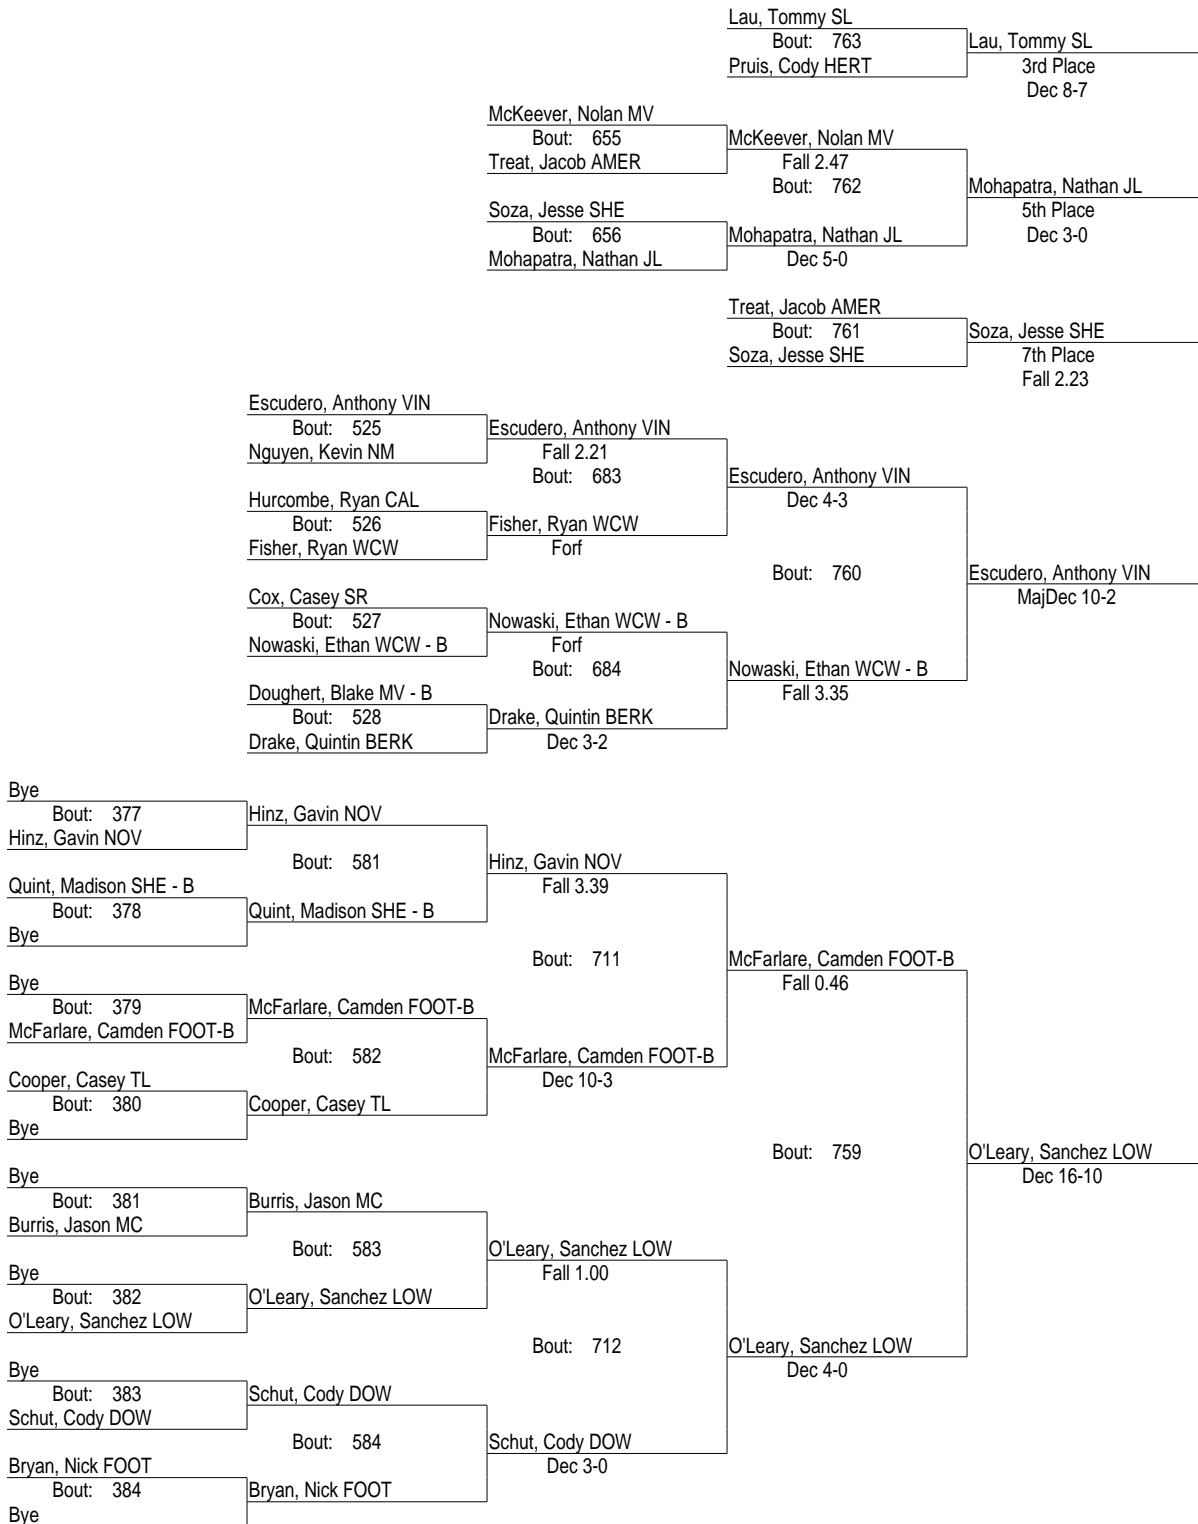 Lau, Tommy SL
Bout: 763
Pruis, Cody HERT
Lau, Tommy SL
3rd Place
Dec 8-7
McKeever, Nolan MV
Bout: 655
Treat, Jacob AMER
McKeever, Nolan MV
Fall 2.47
Bout: 762
Mohapatra, Nathan JL
5th Place
Dec 3-0
Soza, Jesse SHE
Bout: 656
Mohapatra, Nathan JL
Mohapatra, Nathan JL
Dec 5-0
Treat, Jacob AMER
Bout: 761
Soza, Jesse SHE
Soza, Jesse SHE
7th Place
Fall 2.23
Escudero, Anthony VIN
Bout: 525
Nguyen, Kevin NM
Escudero, Anthony VIN
Fall 2.21
Bout: 683
Escudero, Anthony VIN
Dec 4-3
Hurcombe, Ryan CAL
Bout: 526
Fisher, Ryan WCW
Fisher, Ryan WCW
Forf
Bout: 760
Escudero, Anthony VIN
MajDec 10-2
Cox, Casey SR
Bout: 527
Nowaski, Ethan WCW - B
Nowaski, Ethan WCW - B
Forf
Bout: 684
Nowaski, Ethan WCW - B
Fall 3.35
Doughert, Blake MV - B
Bout: 528
Drake, Quintin BERK
Drake, Quintin BERK
Dec 3-2
Bye
Bout: 377
Hinz, Gavin NOV
Hinz, Gavin NOV
Bout: 581
Hinz, Gavin NOV
Fall 3.39
Quint, Madison SHE - B
Bout: 378
Bye
Quint, Madison SHE - B
Bout: 711
McFarlare, Camden FOOT-B
Fall 0.46
Bye
Bout: 379
McFarlare, Camden FOOT-B
McFarlare, Camden FOOT-B
Bout: 582
McFarlare, Camden FOOT-B
Dec 10-3
Cooper, Casey TL
Bout: 380
Bye
Cooper, Casey TL
Bout: 759
O'Leary, Sanchez LOW
Dec 16-10
Bye
Bout: 381
Burris, Jason MC
Burris, Jason MC
Bout: 583
O'Leary, Sanchez LOW
Fall 1.00
Bye
Bout: 382
O'Leary, Sanchez LOW
O'Leary, Sanchez LOW
Bout: 712
O'Leary, Sanchez LOW
Dec 4-0
Bye
Bout: 383
Schut, Cody DOW
Schut, Cody DOW
Bout: 584
Schut, Cody DOW
Dec 3-0
Bryan, Nick FOOT
Bout: 384
Bye
Bryan, Nick FOOT